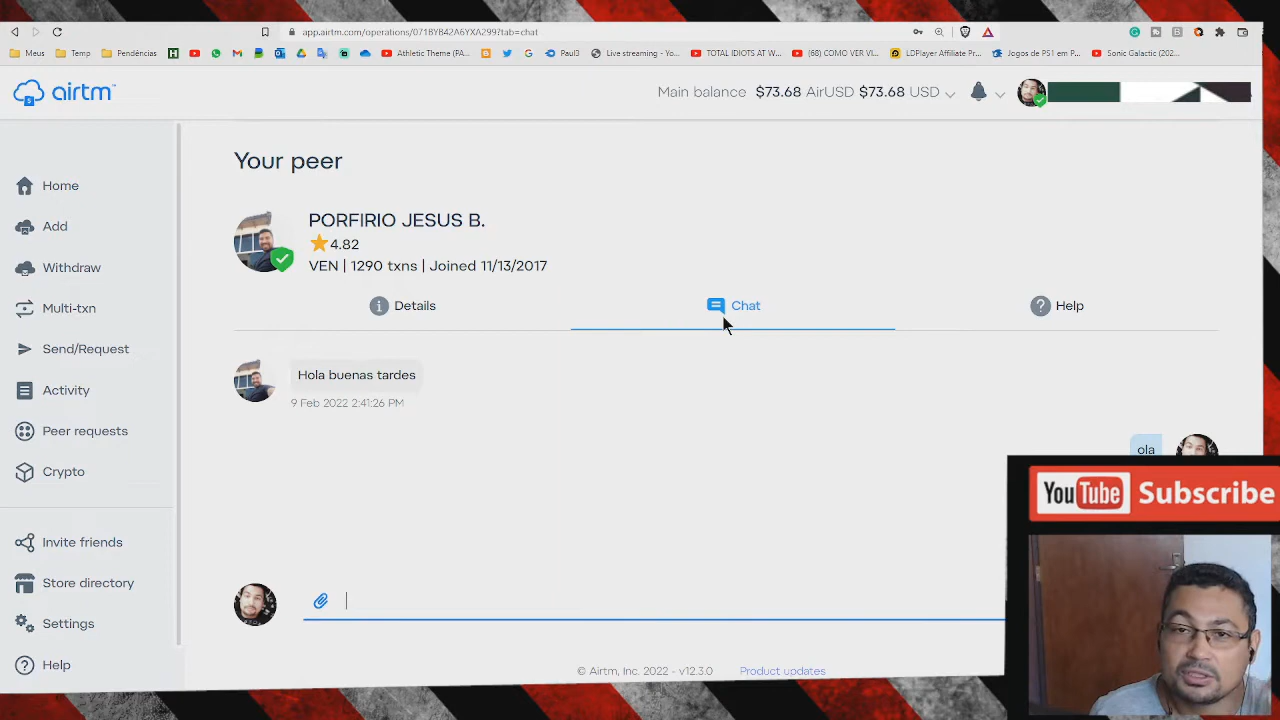 app.airtm.com/operations/071BYB42A6YXA299?tab=chat
Meus Temp Pendências Athletic Theme (PA... Paul3 Live streaming - Yo... TOTAL IDIOTS AT W... (68) COMO VER VI... LDPlayer Affiliate Pr... Jogos de PS1 em P... Sonic Galactic (202...
airtm™
Main balance $73.68 AirUSD $73.68 USD
Your peer
PORFIRIO JESUS B.
4.82
VEN | 1290 txns | Joined 11/13/2017
Details Chat Help
Home
Add
Withdraw
Multi-txn
Send/Request
Activity
Peer requests
Crypto
Invite friends
Store directory
Settings
Help
Hola buenas tardes
9 Feb 2022 2:41:26 PM
ola
© Airtm, Inc. 2022 - v12.3.0 Product updates
YouTube Subscribe